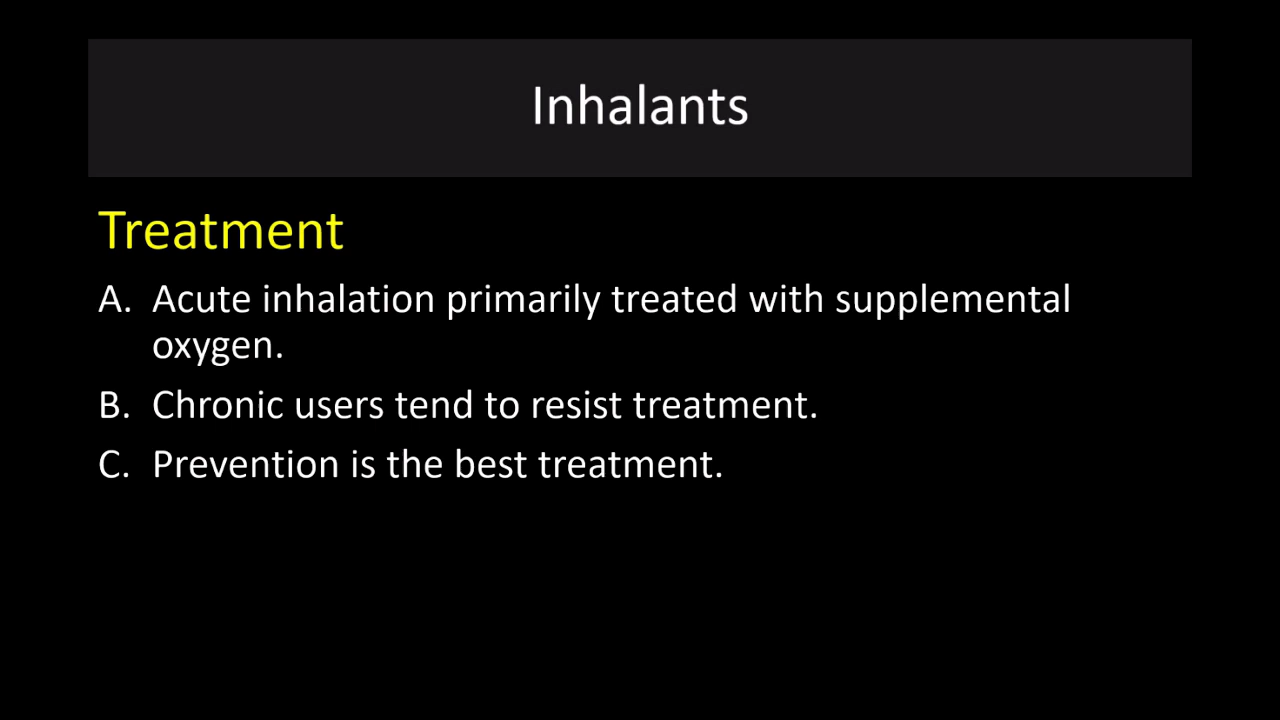 Inhalants
Treatment
A. Acute inhalation primarily treated with supplemental
oxygen.
B. Chronic users tend to resist treatment.
C. Prevention is the best treatment.